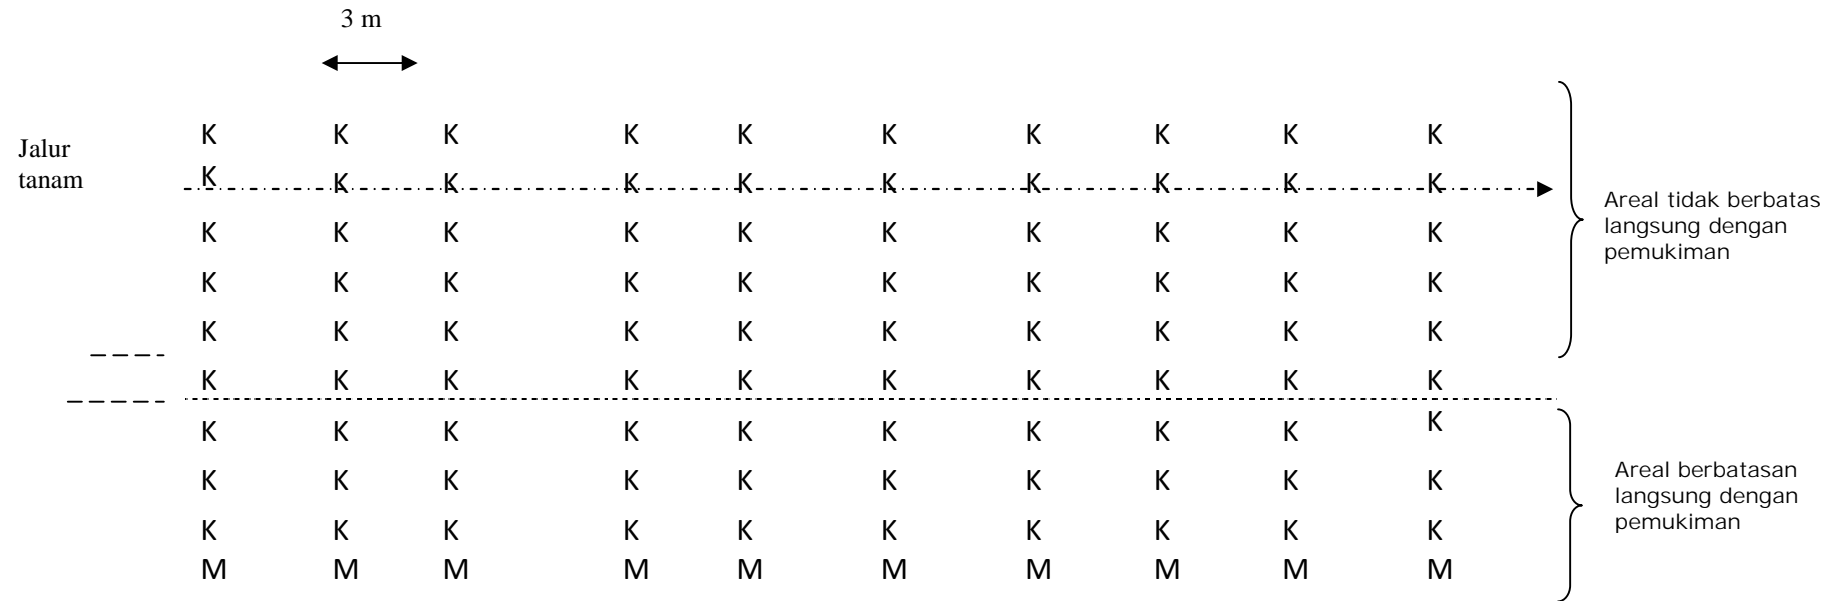 3 m
K K K K K K K K K K
Jalur
tanam
K K K K K K K K K K
Areal tidak berbatas
langsung dengan
pemukiman
K K K K K K K K K K
K K K K K K K K K K
K K K K K K K K K K
K K K K K K K K K K
K K K K K K K K K K
Areal berbatasan
langsung dengan
pemukiman
K K K K K K K K K K
K K K K K K K K K K
M M M M M M M M M M